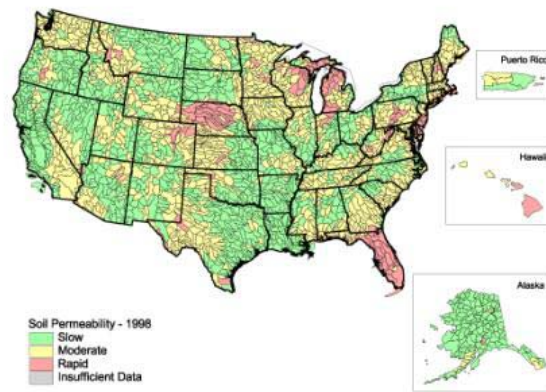 Puerto Rico
Hawaii
Alaska
Soil Permeability - 1998
Slow
Moderate
Rapid
Insufficient Data